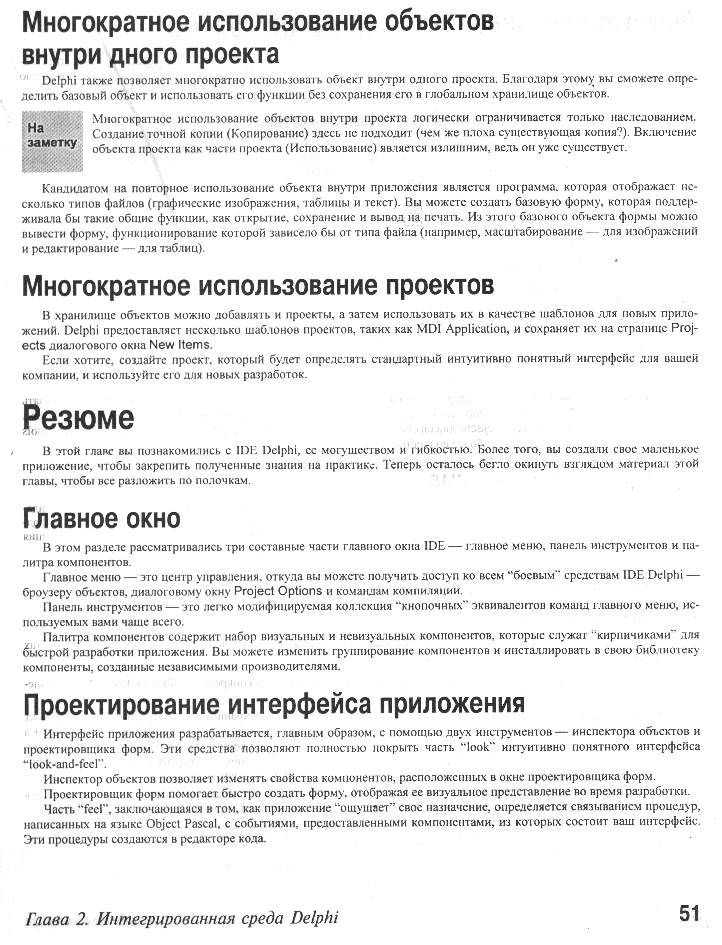 Многократное использование объектов
внутри дного проекта
Delphi также позволяет многократно использовать объект внутри одного проекта. Благодаря этому вы сможете опре-
делить базовый объект и использовать его функции без сохранения его в глобальном хранилище объектов.
На
заметку
Многократное использование объектов внутри проекта логически ограничивается только наследованием.
Создание точной копии (Копирование) здесь не подходит (чем же плоха существующая копия?). Включение
объекта проекта как части проекта (Использование) является излишним, ведь он уже существует.
Кандидатом на повторное использование объекта внутри приложения является программа, которая отображает не-
сколько типов файлов (графические изображения, таблицы и текст). Вы можете создать базовую форму, которая поддер-
живала бы такие общие функции, как открытие, сохранение и вывод на печать. Из этого базового объекта формы можно
вывести форму, функционирование которой зависело бы от типа файла (например, масштабирование — для изображений
и редактирование — для таблиц).
Многократное использование проектов
В хранилище объектов можно добавлять и проекты, а затем использовать их в качестве шаблонов для новых прило-
жений. Delphi предоставляет несколько шаблонов проектов, таких как MDI Application, и сохраняет их на странице Proj-
ects диалогового окна New Items.
Если хотите, создайте проект, который будет определять стандартный интуитивно понятный интерфейс для вашей
компании, и используйте его для новых разработок.
Резюме
В этой главе вы познакомились с IDE Delphi, ее могуществом и гибкостью. Более того, вы создали свое маленькое
приложение, чтобы закрепить полученные знания на практике. Теперь осталось бегло окинуть взглядом материал этой
главы, чтобы все разложить по полочкам.
Главное окно
В этом разделе рассматривались три составные части главного окна IDE — главное меню, панель инструментов и па-
литра компонентов.
Главное меню — это центр управления, откуда вы можете получить доступ ко всем “боевым” средствам IDE Delphi —
броузеру объектов, диалоговому окну Project Options и командам компиляции.
Панель инструментов — это легко модифицируемая коллекция “кнопочных” эквивалентов команд главного меню, ис-
пользуемых вами чаще всего.
Палитра компонентов содержит набор визуальных и невизуальных компонентов, которые служат “кирпичиками” для
быстрой разработки приложения. Вы можете изменить группирование компонентов и инсталлировать в свою библиотеку
компоненты, созданные независимыми производителями.
Проектирование интерфейса приложения
Интерфейс приложения разрабатывается, главным образом, с помощью двух инструментов — инспектора объектов и
проектировщика форм. Эти средства позволяют полностью покрыть часть “look” интуитивно понятного интерфейса
“look-and-feel”.
Инспектор объектов позволяет изменять свойства компонентов, расположенных в окне проектировщика форм.
Проектировщик форм помогает быстро создать форму, отображая ее визуальное представление во время разработки.
Часть “feel”, заключающаяся в том, как приложение “ощущает” свое назначение, определяется связыванием процедур,
написанных на языке Object Pascal, с событиями, предоставленными компонентами, из которых состоит ваш интерфейс.
Эти процедуры создаются в редакторе кода.
Глава 2. Интегрированная среда Delphi
51